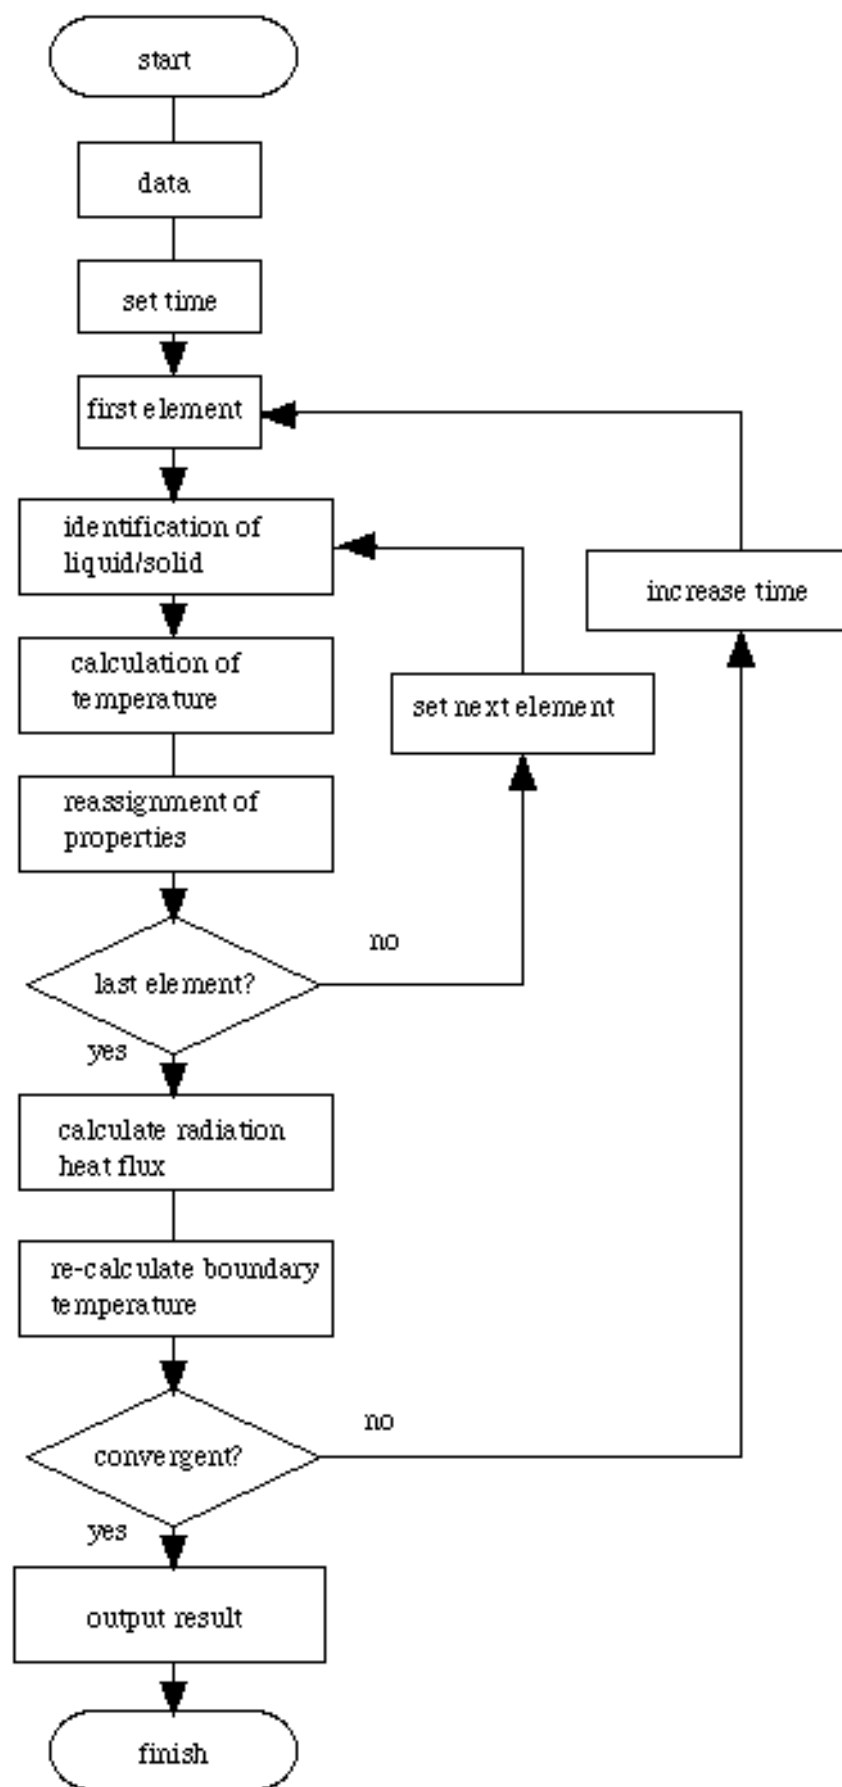 start
data
set time
first element
identification of
liquid/solid
increase time
calculation of
temperature
set next element
reassignment of
properties
no
last element?
yes
calculate radiation
heat flux
re-calculate boundary
temperature
no
convergent?
yes
output result
finish